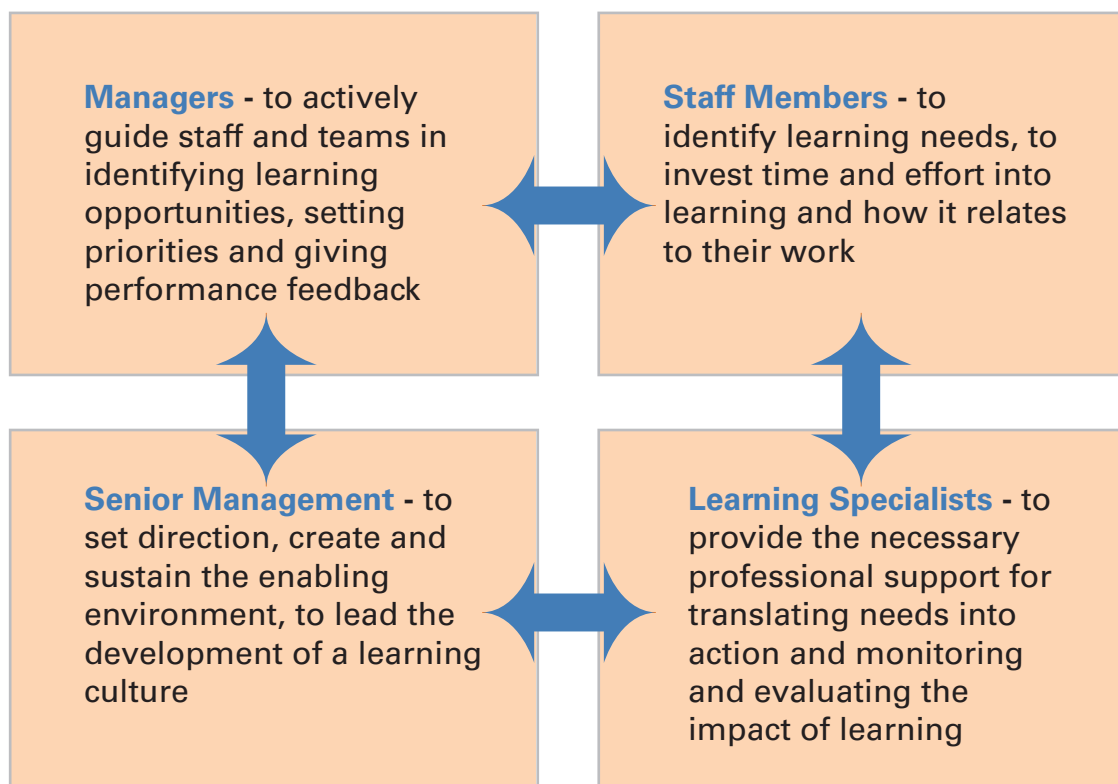 Managers - to actively
guide staff and teams in
identifying learning
opportunities, setting
priorities and giving
performance feedback
Staff Members - to
identify learning needs, to
invest time and effort into
learning and how it relates
to their work
Senior Management - to
set direction, create and
sustain the enabling
environment, to lead the
development of a learning
culture
Learning Specialists - to
provide the necessary
professional support for
translating needs into
action and monitoring
and evaluating the
impact of learning